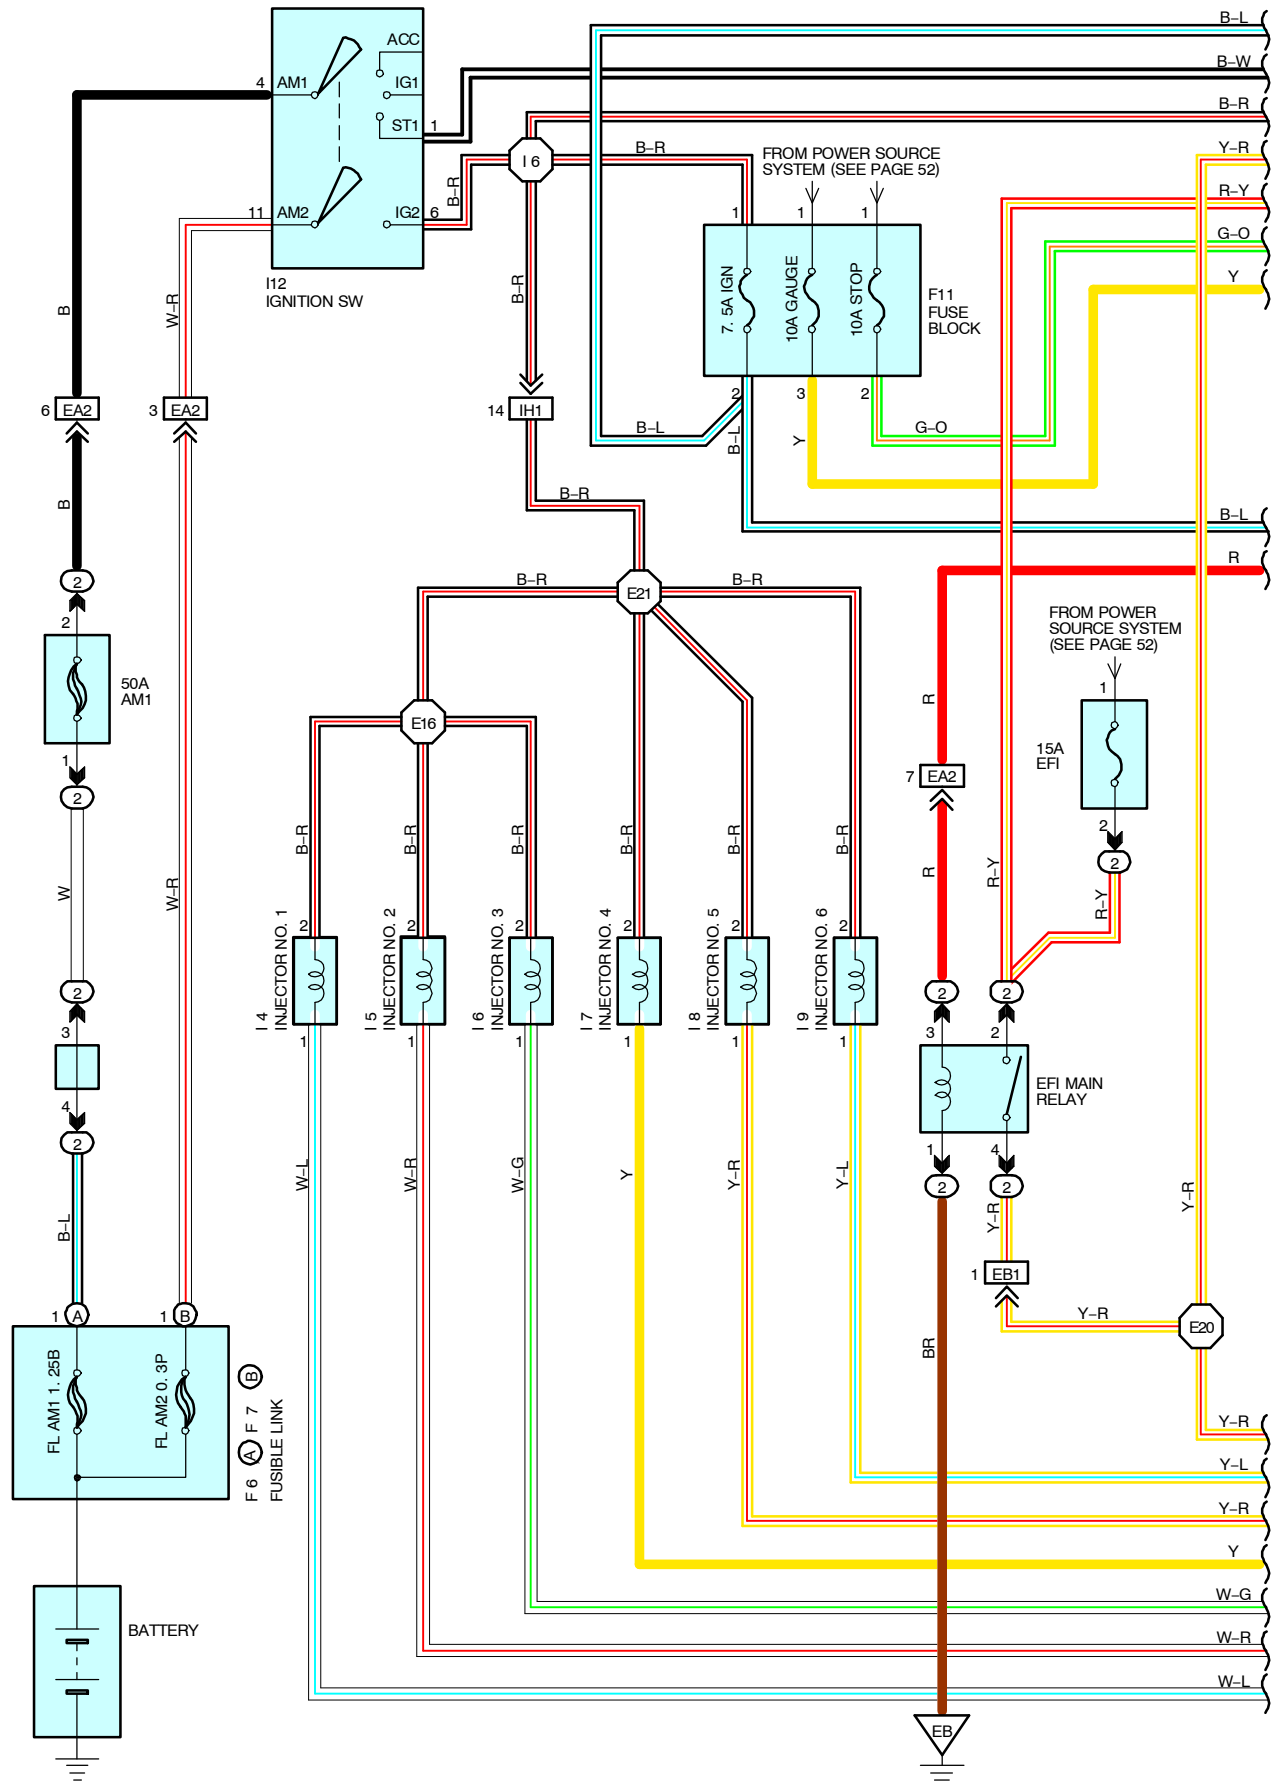 B–L
ACC
B–W
4
AM1
IG1
B–R
ST1
1
I 6
B–R
FROM POWER SOURCE
SYSTEM (SEE PAGE 52)
Y–R
R–Y
B–R
11
AM2
IG2
6
1
1
1
G–O
I12
IGNITION SW
B–R
7. 5A IGN
10A GAUGE
10A STOP
F11
FUSE
BLOCK
Y
B
W–R
6
EA2
3
EA2
14
IH1
2
3
2
B–L
B–L
Y
G–O
B
B–R
B–L
2
B–R
E21
B–R
R
2
FROM POWER
SOURCE SYSTEM
(SEE PAGE 52)
50A
AM1
1
R
E16
15A
EFI
1
7
EA2
2
2
2
W
W–R
B–R
B–R
B–R
B–R
B–R
B–R
R
R–Y
R–Y
2
2
2
2
2
2
I 4
INJECTOR NO. 1
I 5
INJECTOR NO. 2
I 6
INJECTOR NO. 3
I 7
INJECTOR NO. 4
I 8
INJECTOR NO. 5
I 9
INJECTOR NO. 6
2
2
2
3
1
1
1
1
1
1
3
2
EFI MAIN
RELAY
4
2
1
4
W–L
W–R
W–G
Y
Y–R
Y–L
2
2
B–L
Y–R
Y–R
1
EB1
1
A
1
B
Y–R
E20
BR
FL AM1 1. 25B
FL AM2 0. 3P
F 6 A F 7 B
FUSIBLE LINK
Y–R
Y–L
Y–R
Y
BATTERY
W–G
W–R
W–L
EB